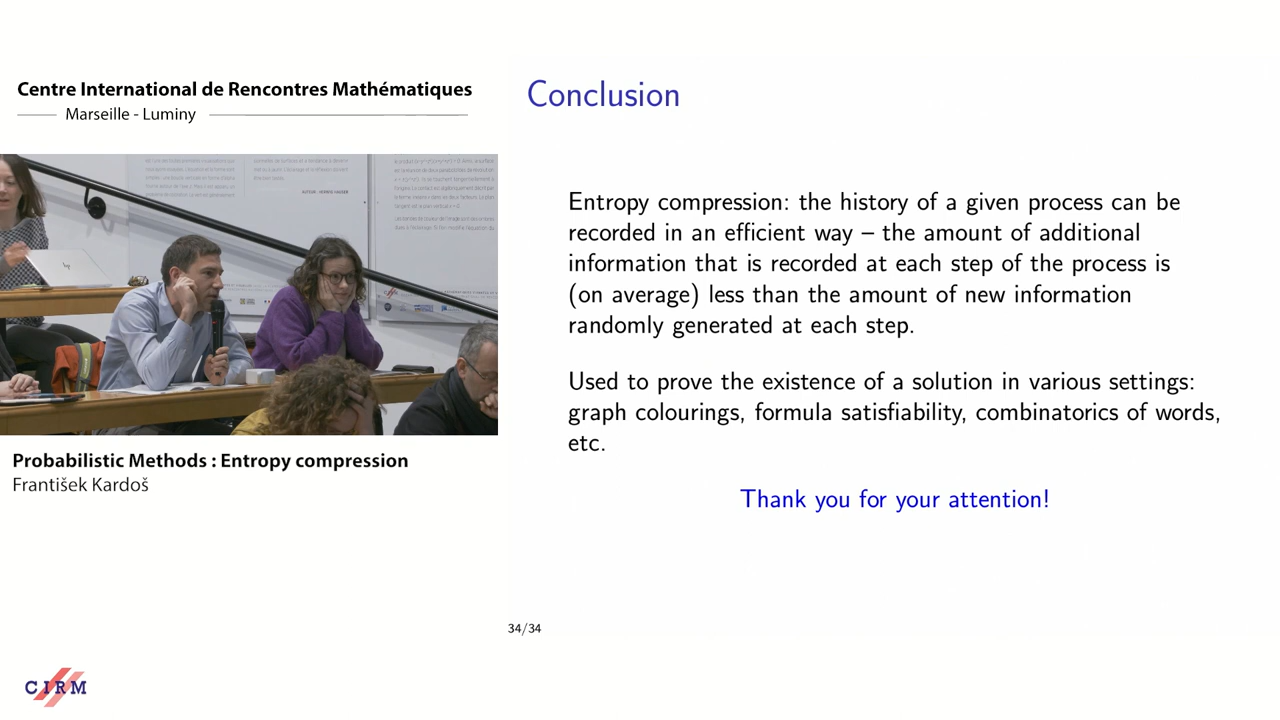 Centre International de Rencontres Mathématiques
Marseille - Luminy
Probabilistic Methods : Entropy compression
František Kardoš
CIRM
Conclusion
Entropy compression: the history of a given process can be
recorded in an efficient way – the amount of additional
information that is recorded at each step of the process is
(on average) less than the amount of new information
randomly generated at each step.
Used to prove the existence of a solution in various settings:
graph colourings, formula satisfiability, combinatorics of words,
etc.
Thank you for your attention!
34/34